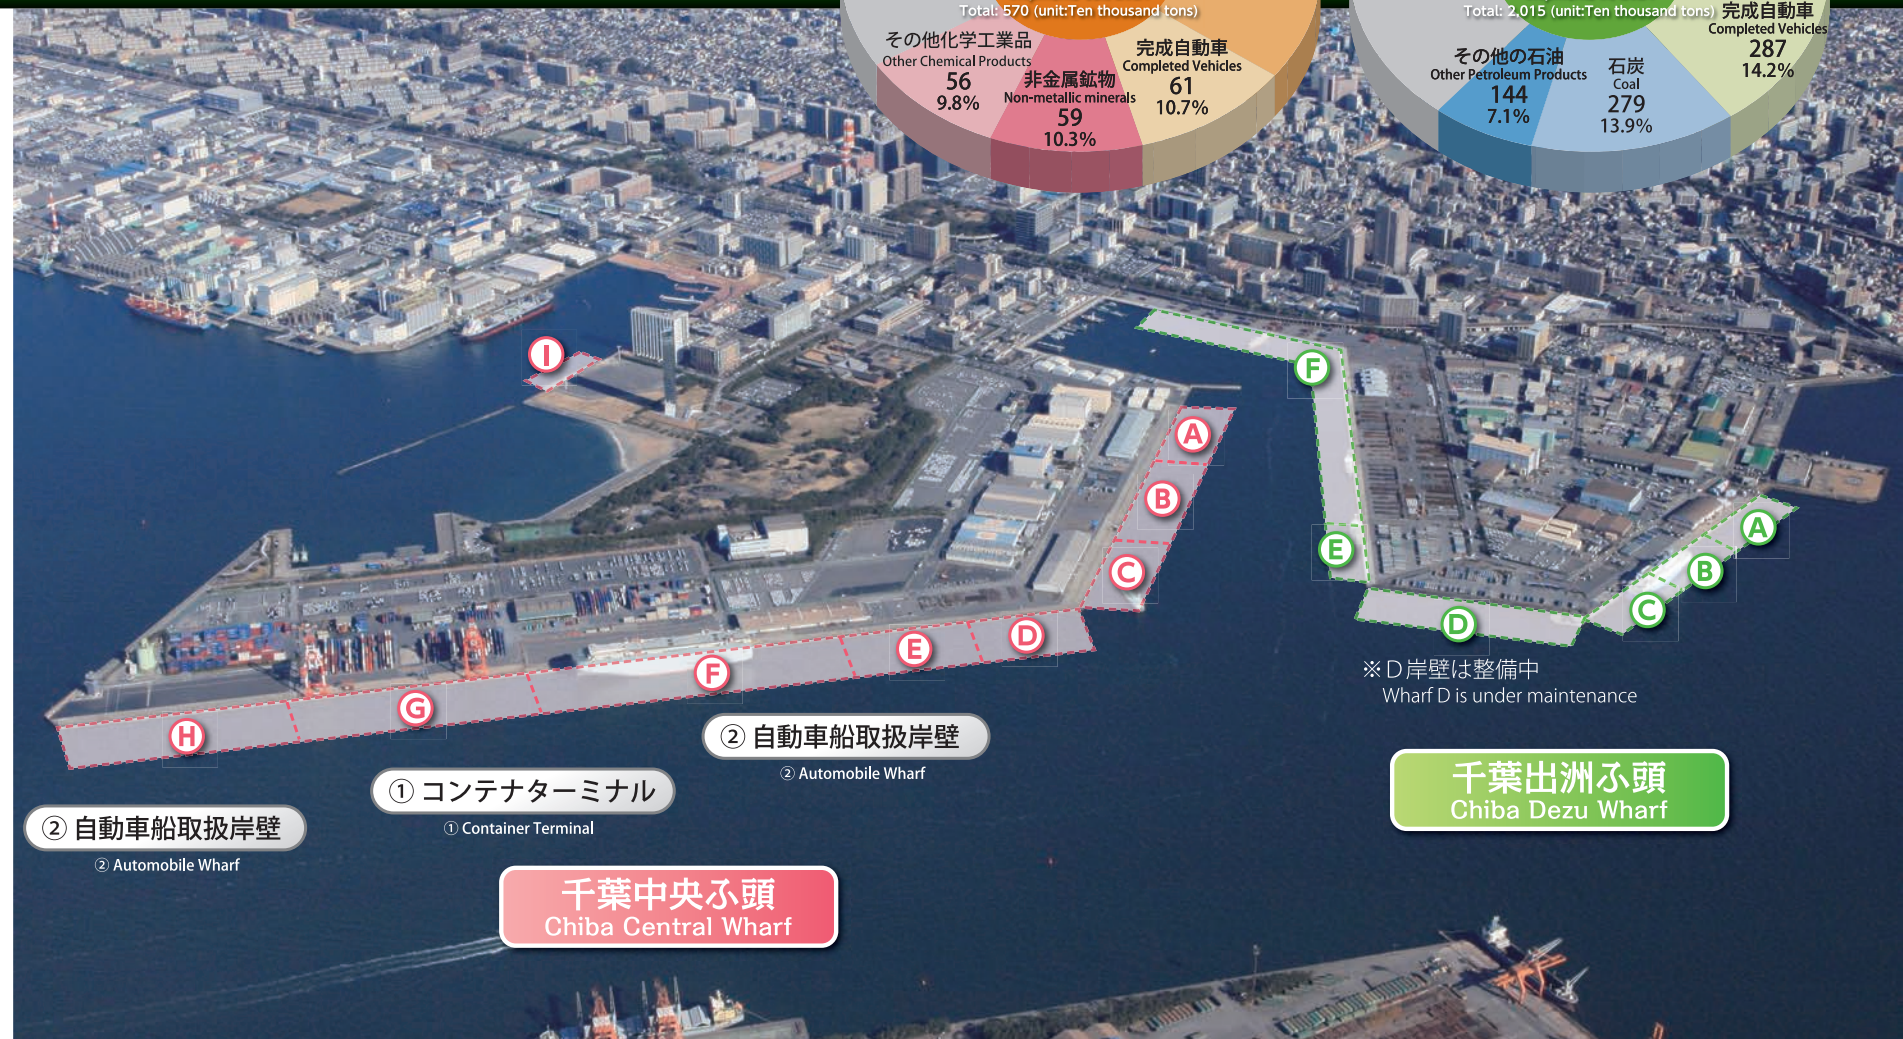 Total: 570 (unit:Ten thousand tons)
その他化学工業品
Other Chemical Products
56
9.8%
非金属鉱物
Non-metallic minerals
59
10.3%
完成自動車
Completed Vehicles
61
10.7%
Total: 2,015 (unit:Ten thousand tons)
その他の石油
Other Petroleum Products
144
7.1%
石炭
Coal
279
13.9%
完成自動車
Completed Vehicles
287
14.2%
I
A
B
C
D
E
F
G
H
F
E
D
C
B
A
※D岸壁は整備中
Wharf D is under maintenance
② 自動車船取扱岸壁
② Automobile Wharf
① コンテナターミナル
① Container Terminal
② 自動車船取扱岸壁
② Automobile Wharf
千葉中央ふ頭
Chiba Central Wharf
千葉出洲ふ頭
Chiba Dezu Wharf